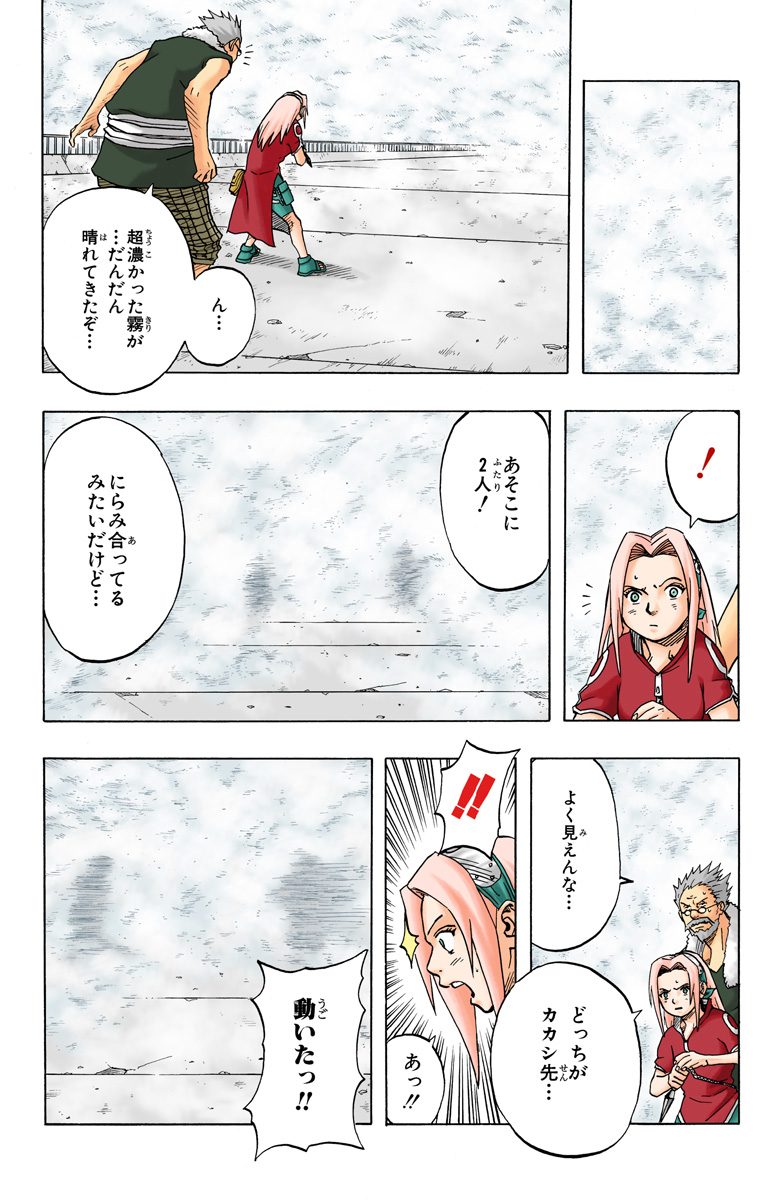 ん…
超濃かった霧が
…だんだん
晴れてきたぞ…
！
あそこに
2人！
にらみ合ってる
みたいだけど…
よく見えんな…
どっちが
カカシ先…
!!
あっ!!
動いたっ!!